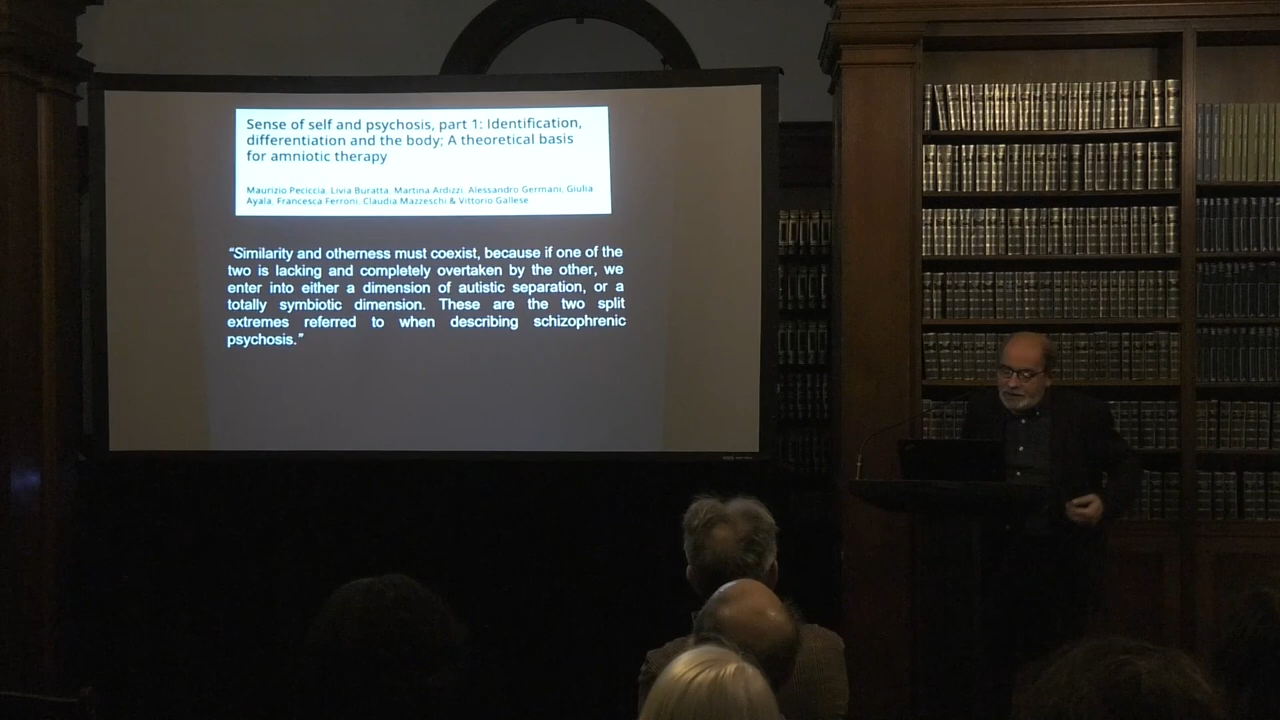 Sense of self and psychosis, part 1: Identification,
differentiation and the body; A theoretical basis
for amniotic therapy
Maurizio Peciccia, Livia Buratta, Martina Ardizzi, Alessandro Germani, Giulia
Ayala, Francesca Ferroni, Claudia Mazzeschi & Vittorio Gallese
“Similarity and otherness must coexist, because if one of the
two is lacking and completely overtaken by the other, we
enter into either a dimension of autistic separation, or a
totally symbiotic dimension. These are the two split
extremes referred to when describing schizophrenic
psychosis.”